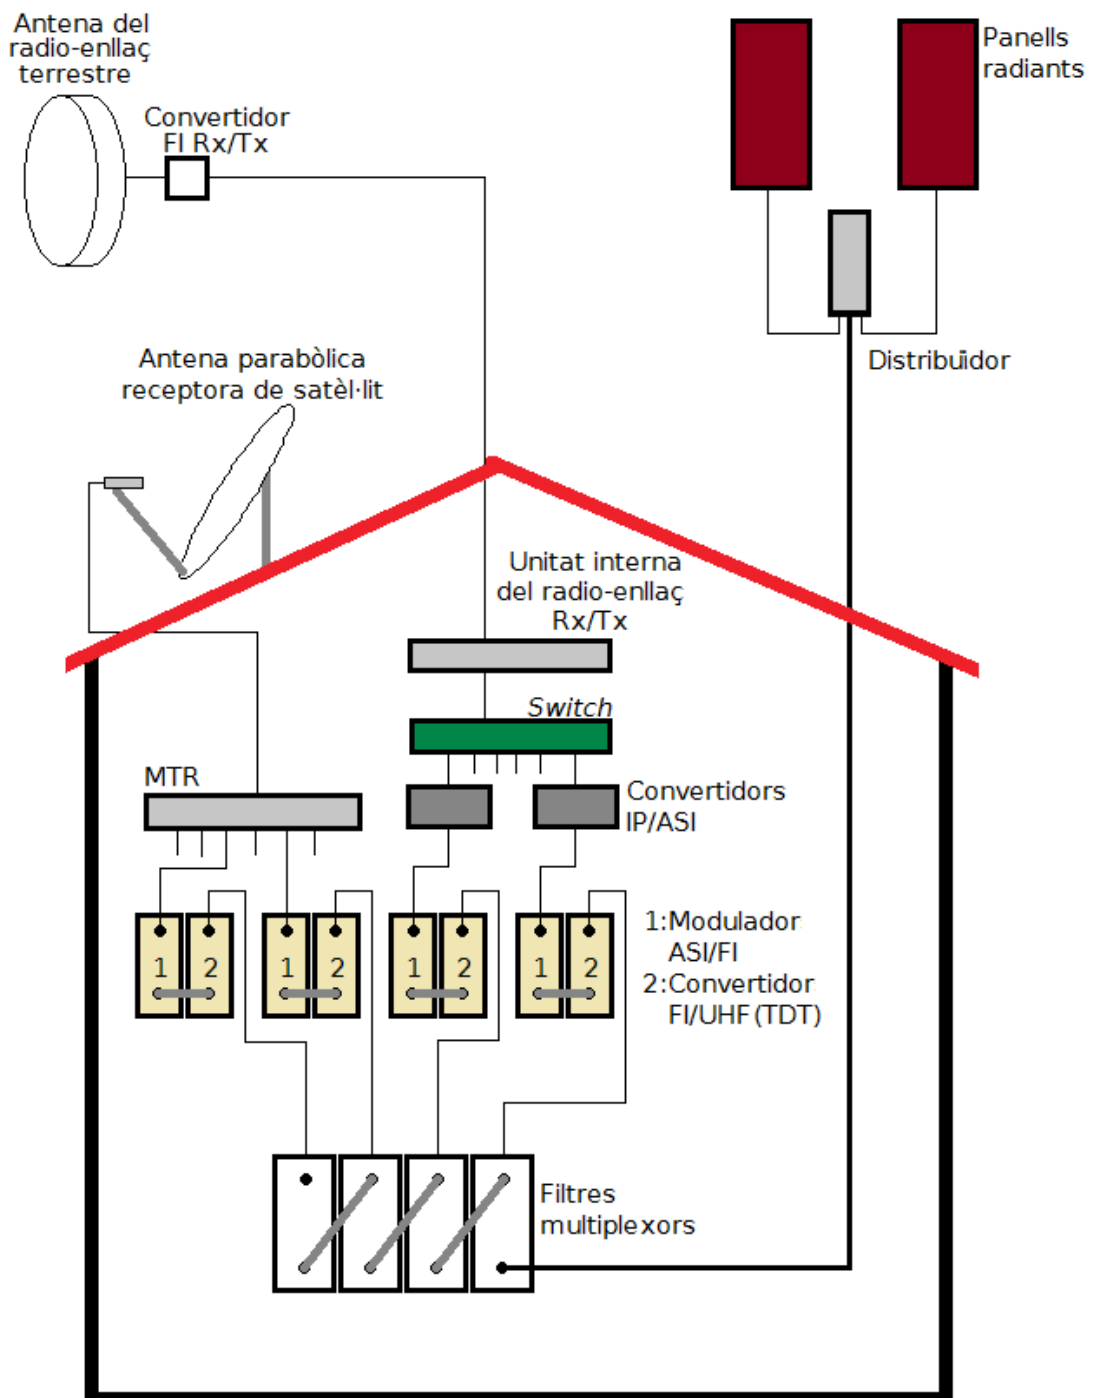 Antena del
radio-enllaç
terrestre
Convertidor
FI Rx/Tx
Panells
radiants
Distribuïdor
Antena parabòlica
receptora de satèl·lit
Unitat interna
del radio-enllaç
Rx/Tx
Switch
MTR
Convertidors
IP/ASI
1 2 1 2 1 2 1 2
1:Modulador
ASI/FI
2:Convertidor
FI/UHF (TDT)
Filtres
multiplexors